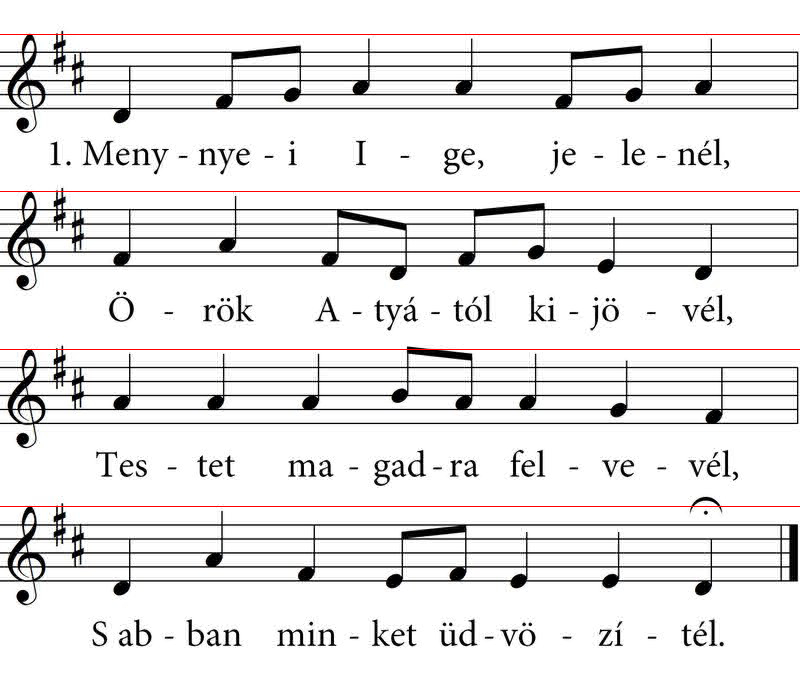 1. Meny - nye - i I - ge, je - le - nél,
Ö - rök A - tyá - tól ki - jö - vél,
Tes - tet ma - gad - ra fel - ve - vél,
S ab - ban min - ket üd - vö - zí - tél.